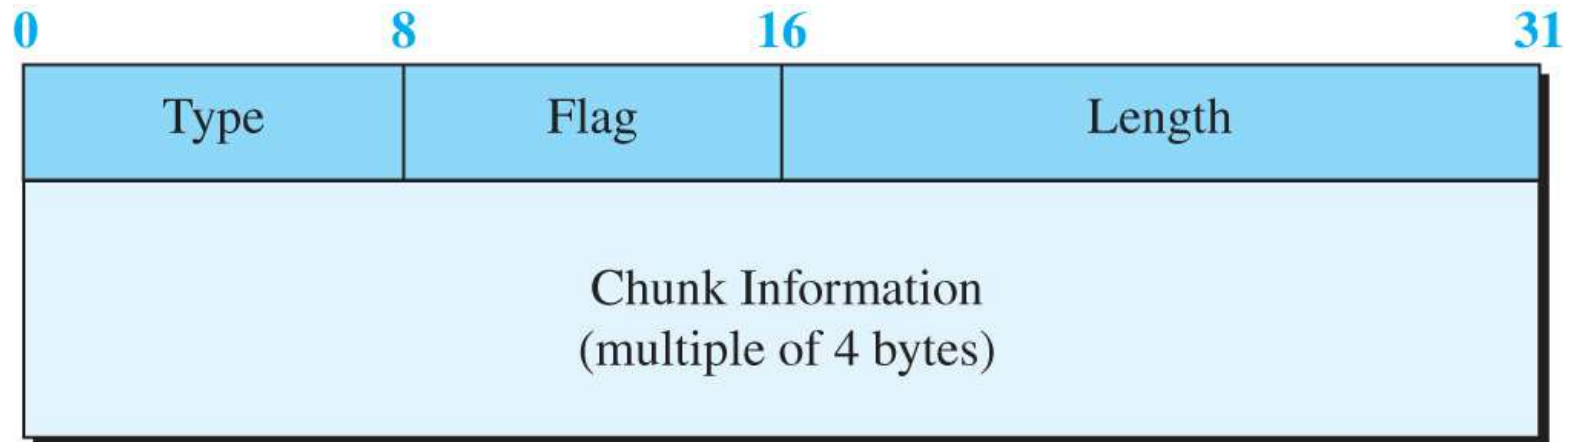 0 8 16 31
Type Flag Length
Chunk Information
(multiple of 4 bytes)